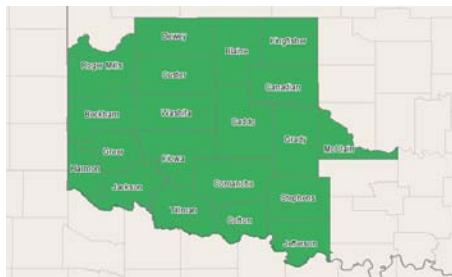 Dewey
Kingfisher
Blaine
Roger Mills
Custer
Canadian
Beckham
Washita
Caddo
Grady
McClain
Greer
Kiowa
Harmon
Jackson
Comanche
Stephens
Tillman
Cotton
Jefferson